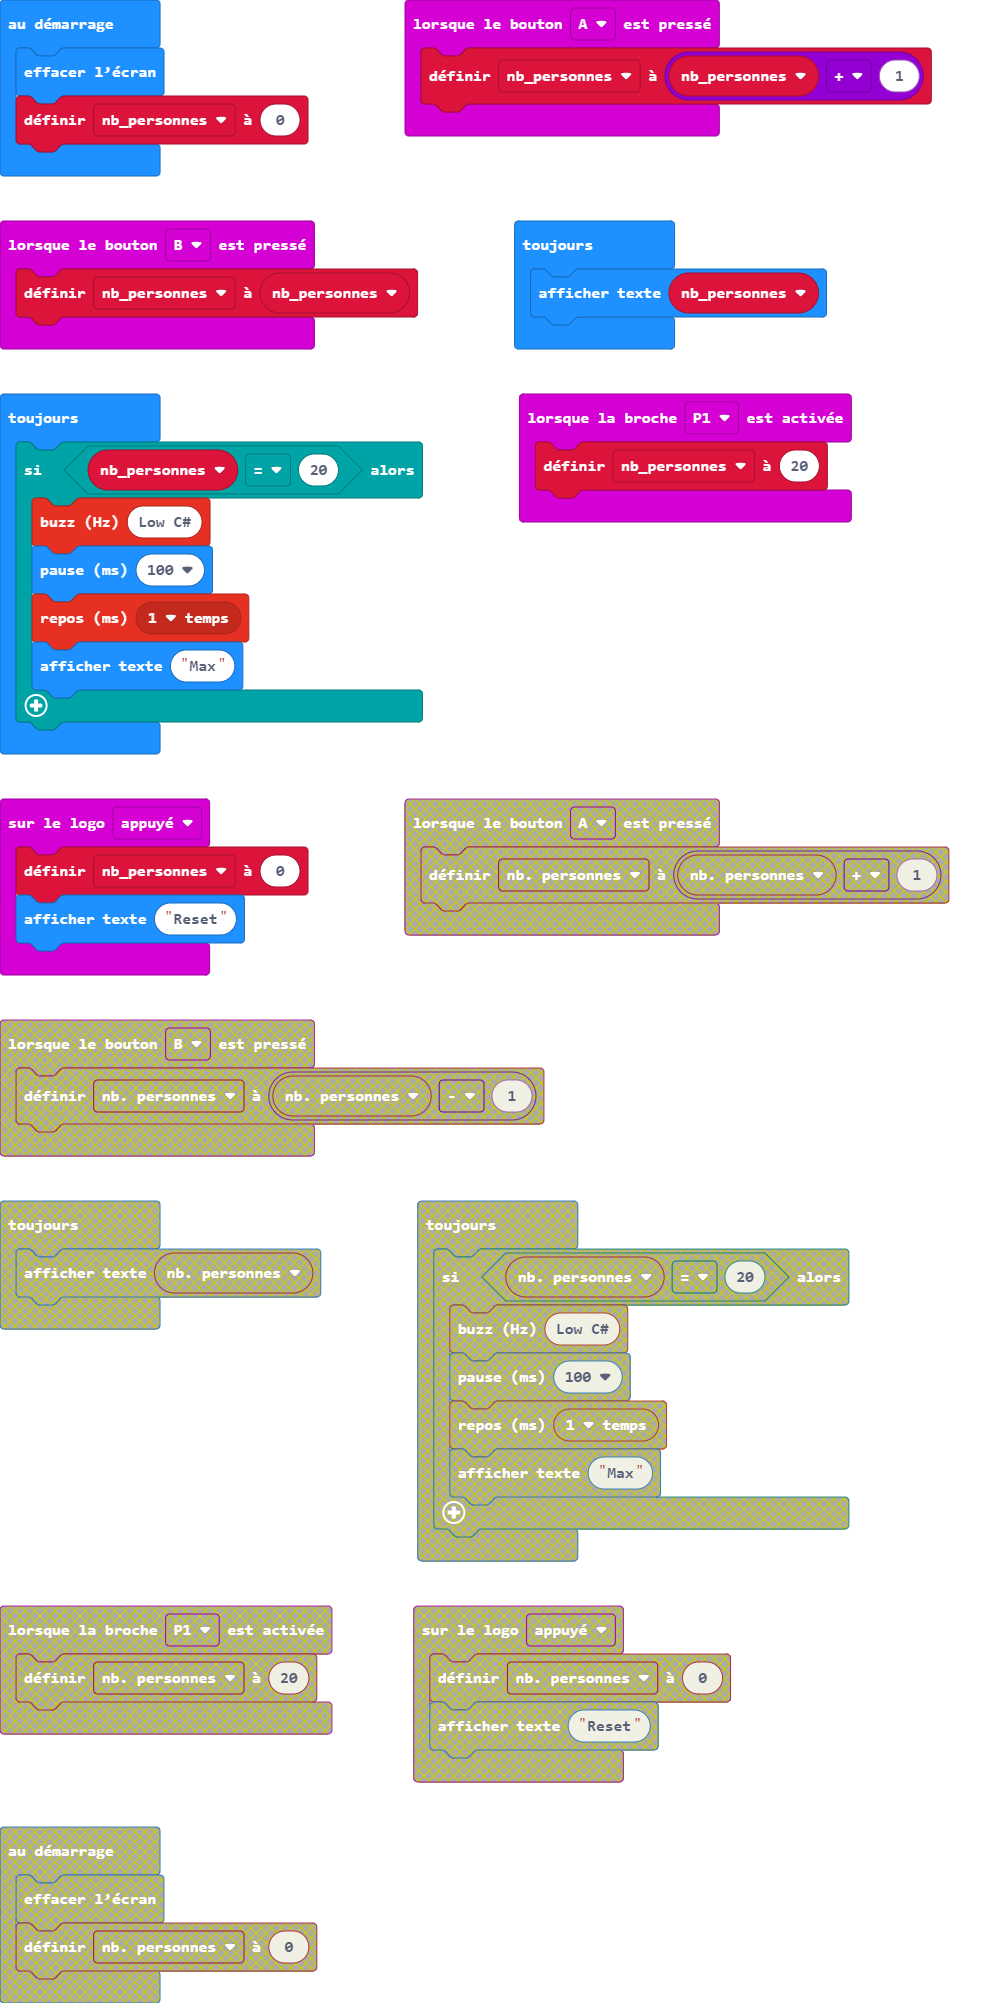 au démarrage
effacer l’écran
définir nb_personnes à 0
lorsque le bouton A est pressé
définir nb_personnes à nb_personnes + 1
lorsque le bouton B est pressé
définir nb_personnes à nb_personnes
toujours
afficher texte nb_personnes
toujours
si nb_personnes = 20 alors
buzz (Hz) Low C#
pause (ms) 100
repos (ms) 1 temps
afficher texte "Max"
lorsque la broche P1 est activée
définir nb_personnes à 20
sur le logo appuyé
définir nb_personnes à 0
afficher texte "Reset"
lorsque le bouton A est pressé
définir nb. personnes à nb. personnes + 1
lorsque le bouton B est pressé
définir nb. personnes à nb. personnes - 1
toujours
afficher texte nb. personnes
toujours
si nb. personnes = 20 alors
buzz (Hz) Low C#
pause (ms) 100
repos (ms) 1 temps
afficher texte "Max"
lorsque la broche P1 est activée
définir nb. personnes à 20
sur le logo appuyé
définir nb. personnes à 0
afficher texte "Reset"
au démarrage
effacer l’écran
définir nb. personnes à 0